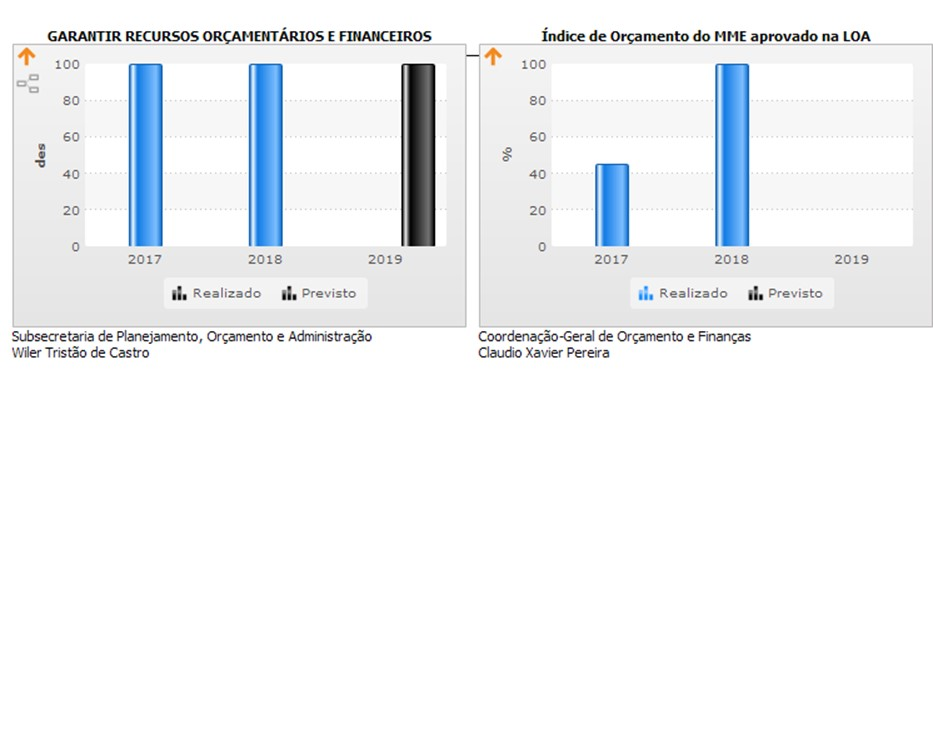 GARANTIR RECURSOS ORÇAMENTÁRIOS E FINANCEIROS
100
80
60
40
20
0
des
2017 2018 2019
Realizado Previsto
Subsecretaria de Planejamento, Orçamento e Administração
Wiler Tristão de Castro
Índice de Orçamento do MME aprovado na LOA
100
80
60
40
20
0
%
2017 2018 2019
Realizado Previsto
Coordenação-Geral de Orçamento e Finanças
Claudio Xavier Pereira